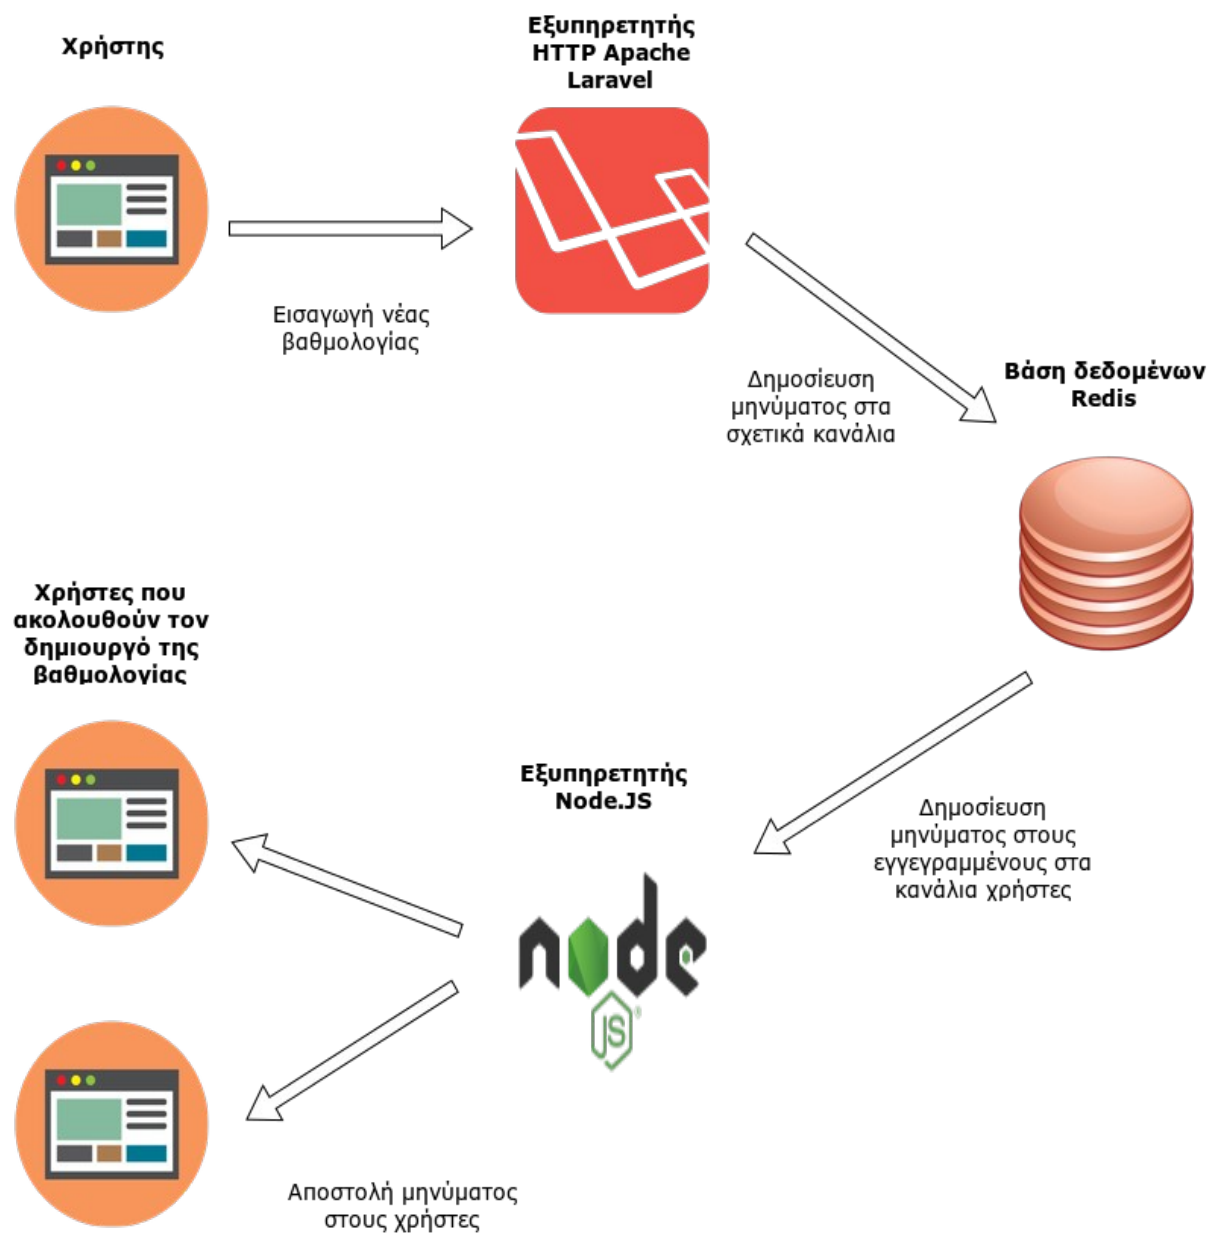 Χρήστης
Εξυπηρετητής
HTTP Apache
Laravel
Εισαγωγή νέας
βαθμολογίας
Δημοσίευση
μηνύματος στα
σχετικά κανάλια
Βάση δεδομένων
Redis
Χρήστες που
ακολουθούν τον
δημιουργό της
βαθμολογίας
Εξυπηρετητής
Node.JS
Δημοσίευση
μηνύματος στους
εγγεγραμμένους στα
κανάλια χρήστες
node
JS®
Αποστολή μηνύματος
στους χρήστες